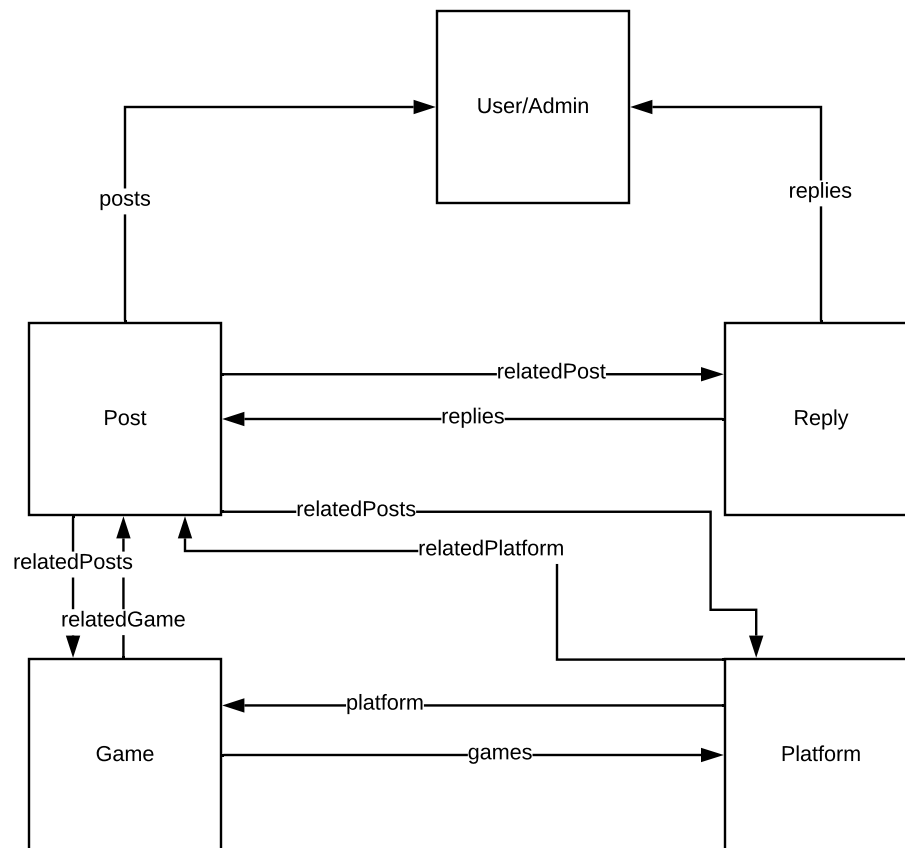 User/Admin
posts
replies
relatedPost
Post
replies
Reply
relatedPosts
relatedPlatform
relatedPosts
relatedGame
platform
Game
games
Platform